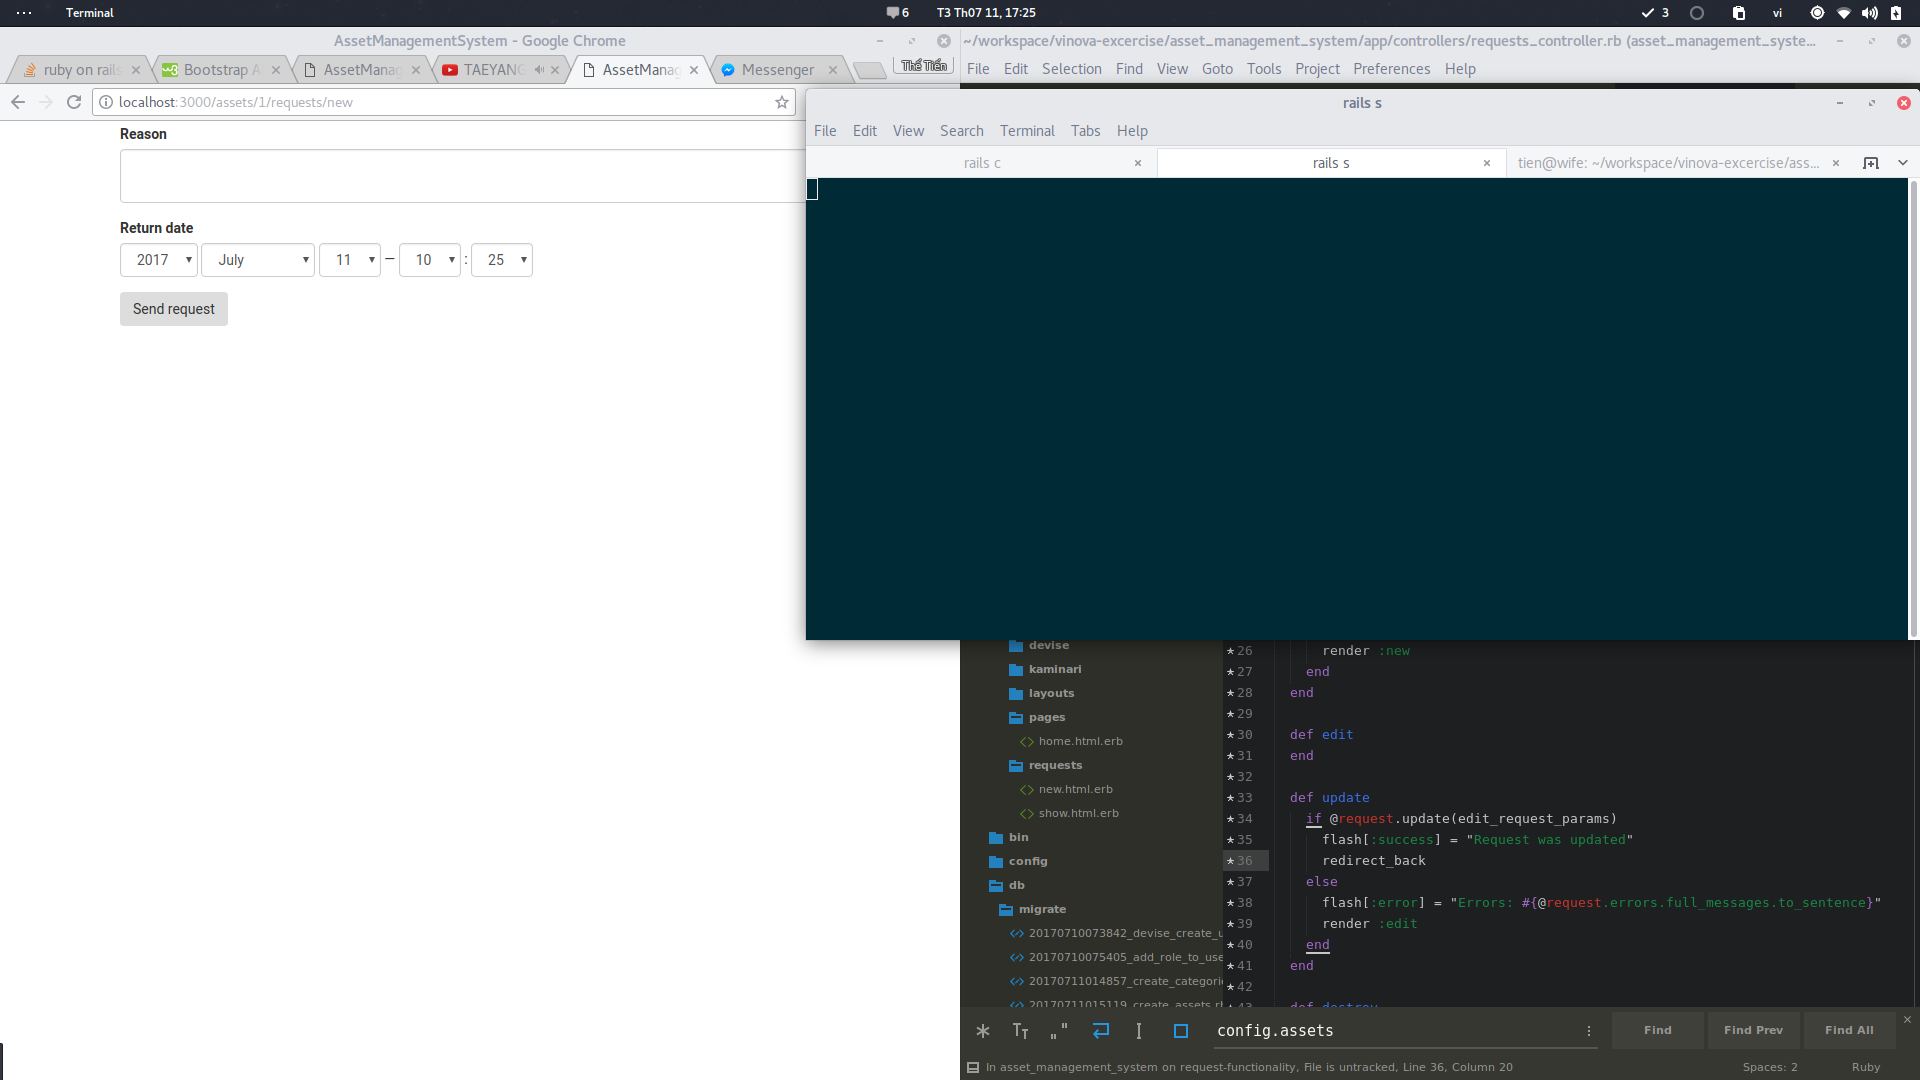 Terminal
6
T3 Th07 11, 17:25
3
vi
AssetManagementSystem - Google Chrome
ruby on rails
Bootstrap A
AssetManag
TAEYANG
AssetManag
Messenger
Thế Tiến
localhost:3000/assets/1/requests/new
Reason
Return date
2017
July
11
—
10
:
25
Send request
~/workspace/vinova-excercise/asset_management_system/app/controllers/requests_controller.rb (asset_management_syste...
File Edit Selection Find View Goto Tools Project Preferences Help
rails s
File Edit View Search Terminal Tabs Help
rails c
rails s
tien@wife: ~/workspace/vinova-excercise/ass...
devise
kaminari
layouts
pages
home.html.erb
requests
new.html.erb
show.html.erb
bin
config
db
migrate
20170710073842_devise_create_u
20170710075405_add_role_to_use
20170711014857_create_categori
20170711015119_create_assets.r
26 render :new
27 end
28 end
29
30 def edit
31 end
32
33 def update
34 if @request.update(edit_request_params)
35 flash[:success] = "Request was updated"
36 redirect_back
37 else
38 flash[:error] = "Errors: #{@request.errors.full_messages.to_sentence}"
39 render :edit
40 end
41 end
42
43 def destroy
config.assets
Find
Find Prev
Find All
In asset_management_system on request-functionality, File is untracked, Line 36, Column 20
Spaces: 2
Ruby